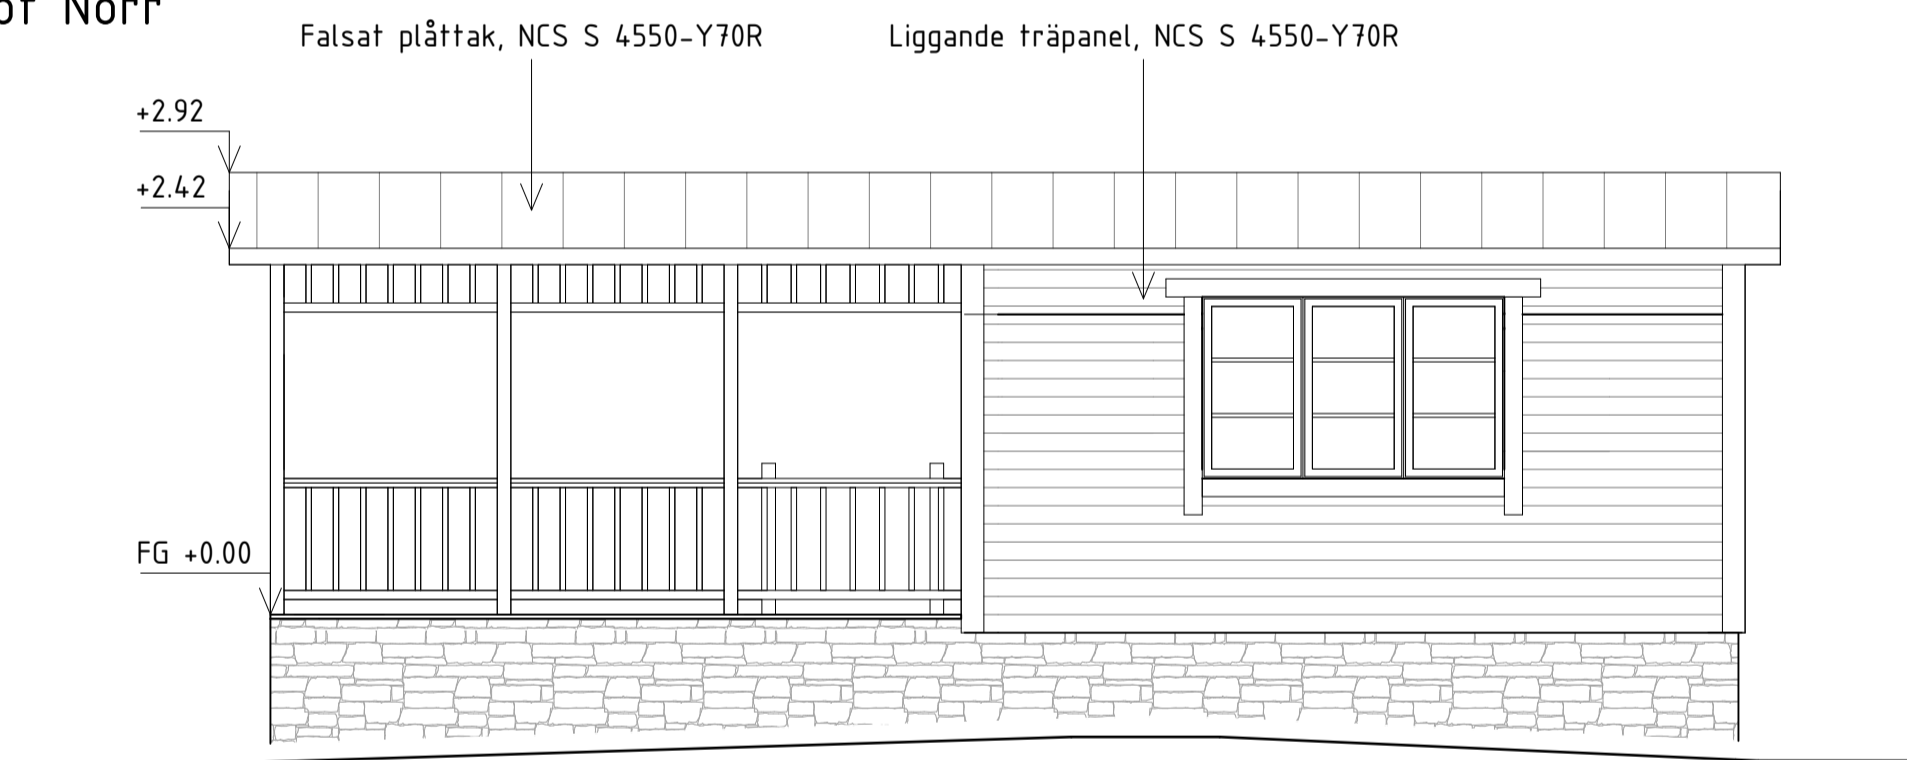 Norr
Falsat plåttak, NCS S 4550-Y70R
Liggande träpanel, NCS S 4550-Y70R
+2.92
+2.42
FG +0.00